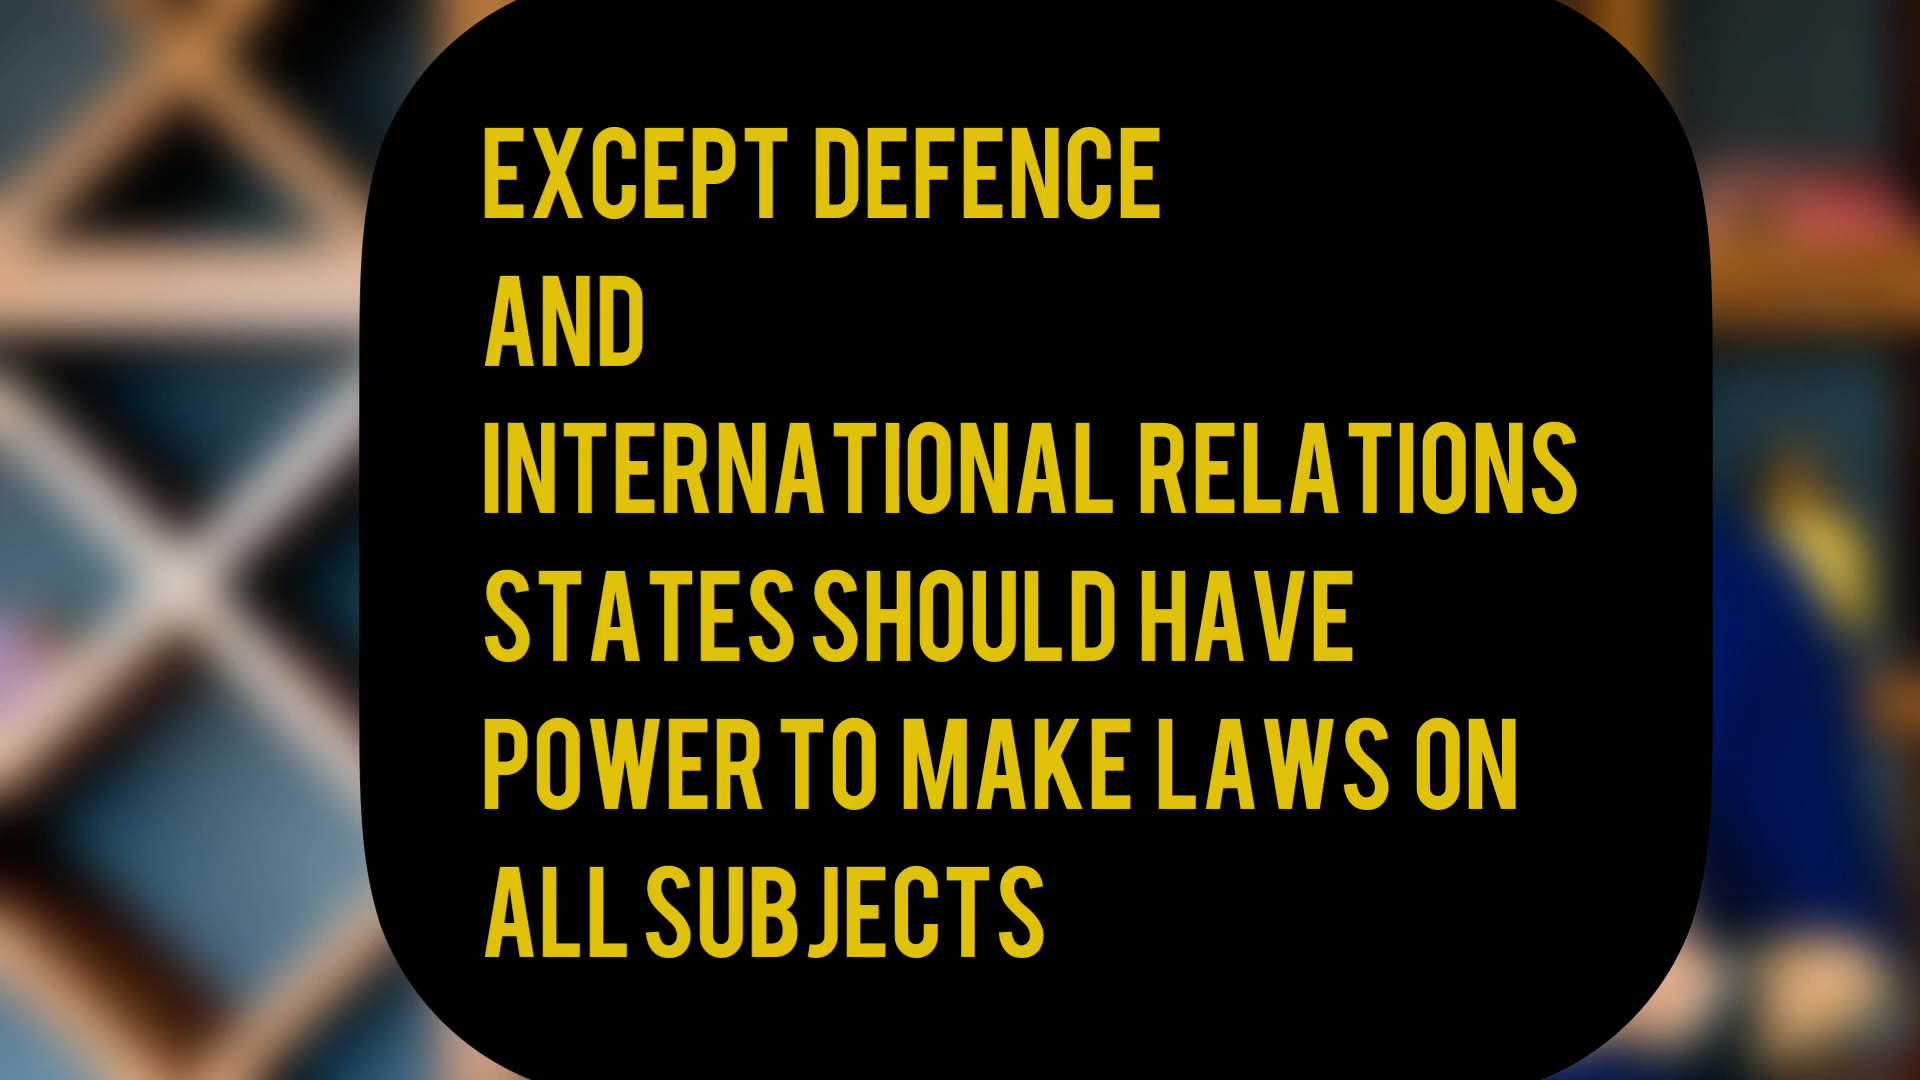 EXCEPT DEFENCE
AND
INTERNATIONAL RELATIONS
STATES SHOULD HAVE
POWER TO MAKE LAWS ON
ALL SUBJECTS